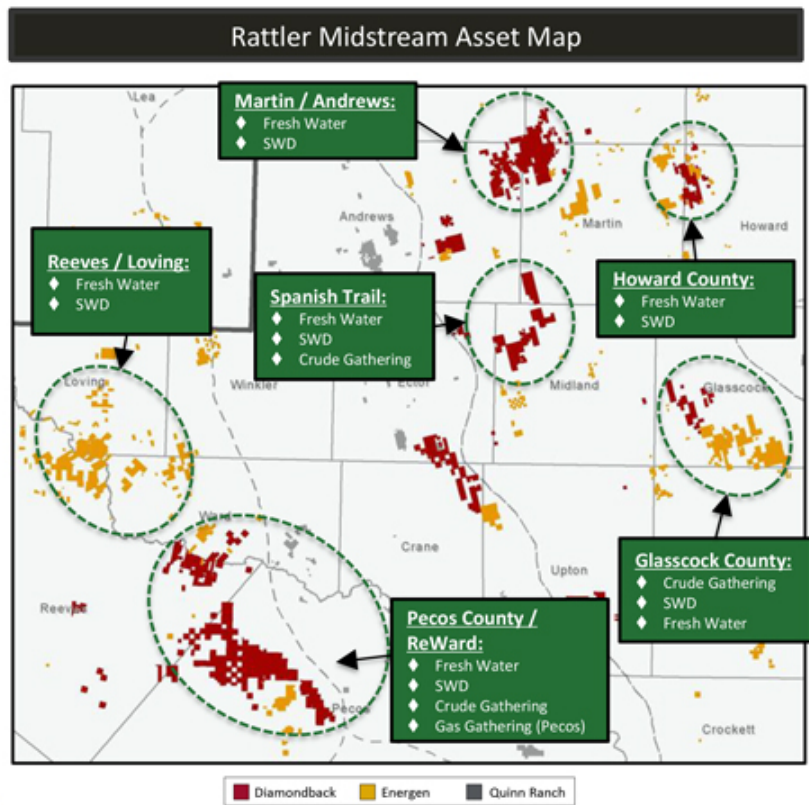 Rattler Midstream Asset Map
Lea
Martin / Andrews:
♦ Fresh Water
♦ SWD
Andrews
Martin
Howard
Reeves / Loving:
♦ Fresh Water
♦ SWD
Spanish Trail:
♦ Fresh Water
♦ SWD
♦ Crude Gathering
Howard County:
♦ Fresh Water
♦ SWD
Loving
Winkler
Ector
Midland
Glasscock
Ward
Crane
Upton
Glasscock County:
♦ Crude Gathering
♦ SWD
♦ Fresh Water
Reeves
Pecos County /
ReWard:
♦ Fresh Water
♦ SWD
♦ Crude Gathering
♦ Gas Gathering (Pecos)
Pecos
Crockett
Diamondback Energen Quinn Ranch